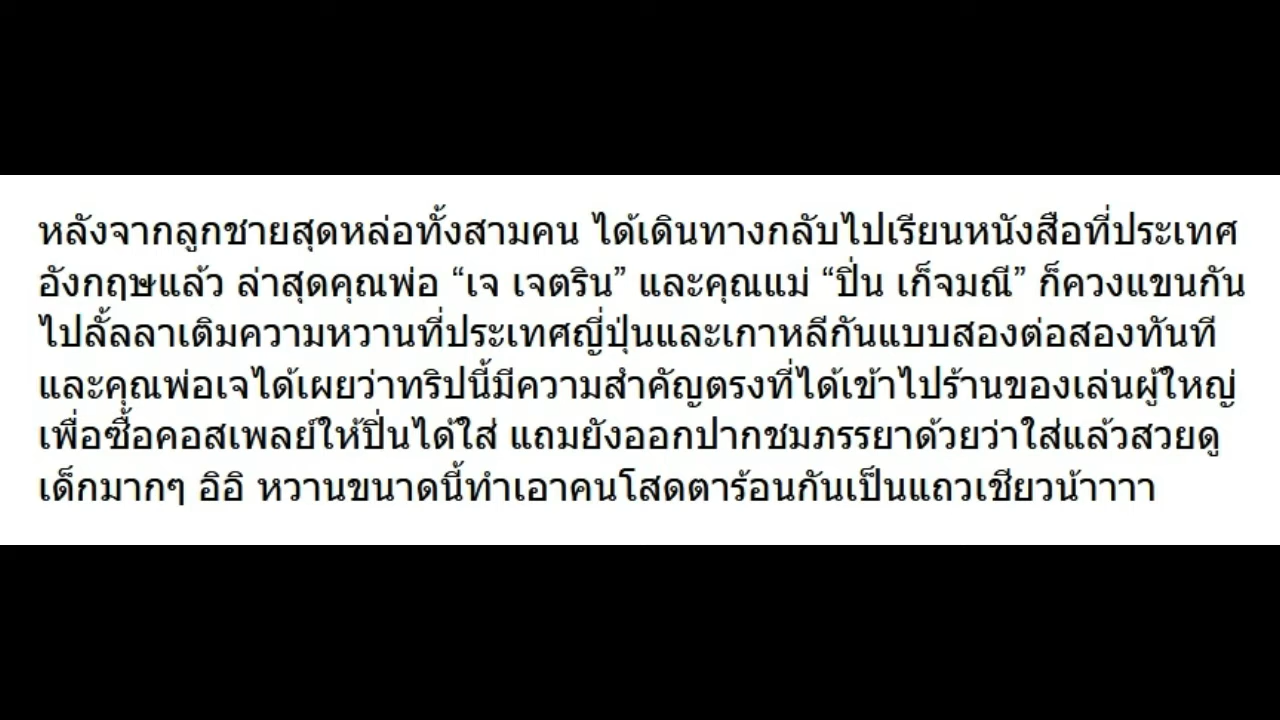 หลังจากลูกชายสุดหล่อทั้งสามคน ได้เดินทางกลับไปเรียนหนังสือที่ประเทศ
อังกฤษแล้ว ล่าสุดคุณพ่อ “เจ เจตริน” และคุณแม่ “ปิ่น เก็จมณี” ก็ควงแขนกัน
ไปลั้ลลาเติมความหวานที่ประเทศญี่ปุ่นและเกาหลีกันแบบสองต่อสองทันที
และคุณพ่อเจได้เผยว่าทริปนี้มีความสำคัญตรงที่ได้เข้าไปร้านของเล่นผู้ใหญ่
เพื่อซื้อคอสเพลย์ให้ปิ่นได้ใส่ แถมยังออกปากชมภรรยาด้วยว่าใส่แล้วสวยดู
เด็กมากๆ อิอิ หวานขนาดนี้ทำเอาคนโสดตาร้อนกันเป็นแถวเชียวน้าาาา